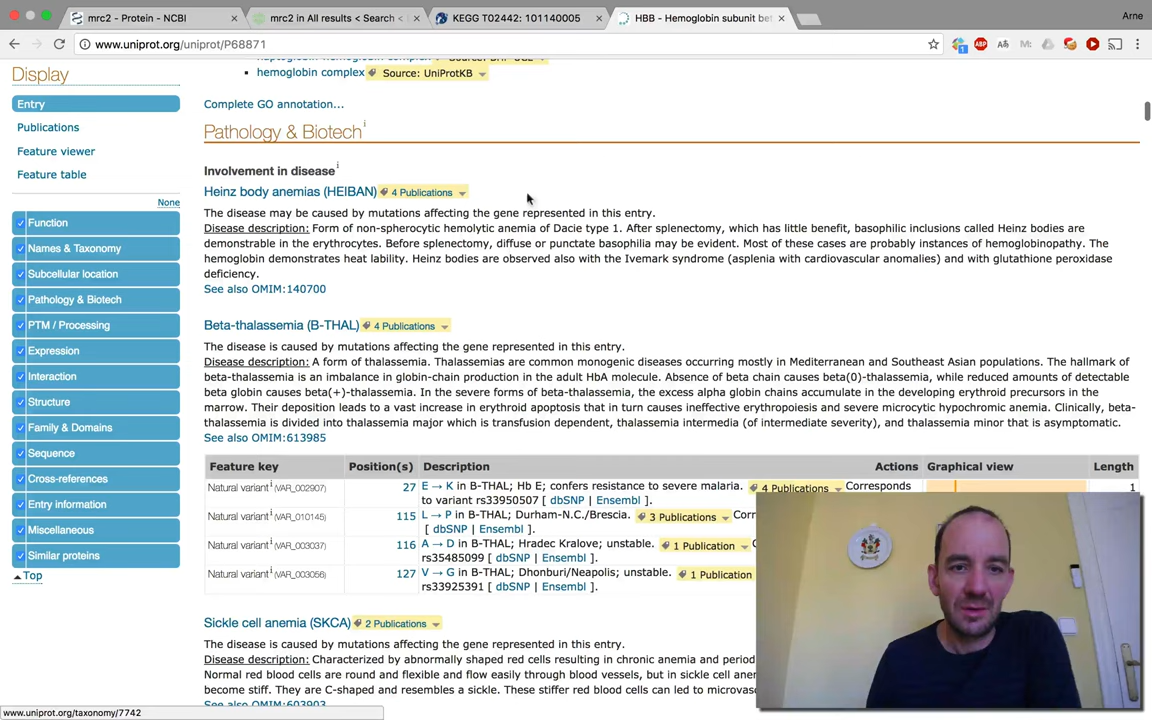 mrc2 - Protein - NCBI
mrc2 in All results < Search <
KEGG T02442: 101140005
HBB - Hemoglobin subunit bet
Arne
www.uniprot.org/uniprot/P68871
Display
Entry
Publications
Feature viewer
Feature table
None
Function
Names & Taxonomy
Subcellular location
Pathology & Biotech
PTM / Processing
Expression
Interaction
Structure
Family & Domains
Sequence
Cross-references
Entry information
Miscellaneous
Similar proteins
Top
hemoglobin complex Source: UniProtKB
Complete GO annotation...
Pathology & Biotech i
Involvement in disease i
Heinz body anemias (HEIBAN) 4 Publications
The disease may be caused by mutations affecting the gene represented in this entry.
Disease description: Form of non-spherocytic hemolytic anemia of Dacie type 1. After splenectomy, which has little benefit, basophilic inclusions called Heinz bodies are
demonstrable in the erythrocytes. Before splenectomy, diffuse or punctate basophilia may be evident. Most of these cases are probably instances of hemoglobinopathy. The
hemoglobin demonstrates heat lability. Heinz bodies are observed also with the Ivemark syndrome (asplenia with cardiovascular anomalies) and with glutathione peroxidase
deficiency.
See also OMIM:140700
Beta-thalassemia (B-THAL) 4 Publications
The disease is caused by mutations affecting the gene represented in this entry.
Disease description: A form of thalassemia. Thalassemias are common monogenic diseases occurring mostly in Mediterranean and Southeast Asian populations. The hallmark of
beta-thalassemia is an imbalance in globin-chain production in the adult HbA molecule. Absence of beta chain causes beta(0)-thalassemia, while reduced amounts of detectable
beta globin causes beta(+)-thalassemia. In the severe forms of beta-thalassemia, the excess alpha globin chains accumulate in the developing erythroid precursors in the
marrow. Their deposition leads to a vast increase in erythroid apoptosis that in turn causes ineffective erythropoiesis and severe microcytic hypochromic anemia. Clinically, beta-
thalassemia is divided into thalassemia major which is transfusion dependent, thalassemia intermedia (of intermediate severity), and thalassemia minor that is asymptomatic.
See also OMIM:613985
Feature key Position(s) Description Actions Graphical view Length
Natural variant i (VAR_002907) 27 E → K in B-THAL; Hb E; confers resistance to severe malaria. 4 Publications Corresponds 1
to variant rs33950507 [ dbSNP | Ensembl ].
Natural variant i (VAR_010145) 115 L → P in B-THAL; Durham-N.C./Brescia. 3 Publications Corr
[ dbSNP | Ensembl ].
Natural variant i (VAR_003037) 116 A → D in B-THAL; Hradec Kralove; unstable. 1 Publication
rs35485099 [ dbSNP | Ensembl ].
Natural variant i (VAR_003056) 127 V → G in B-THAL; Dhonburi/Neapolis; unstable. 1 Publication
rs33925391 [ dbSNP | Ensembl ].
Sickle cell anemia (SKCA) 2 Publications
The disease is caused by mutations affecting the gene represented in this entry.
Disease description: Characterized by abnormally shaped red cells resulting in chronic anemia and period
Normal red blood cells are round and flexible and flow easily through blood vessels, but in sickle cell anem
become stiff. They are C-shaped and resembles a sickle. These stiffer red blood cells can led to microvasc
See also OMIM:603903
www.uniprot.org/taxonomy/7742